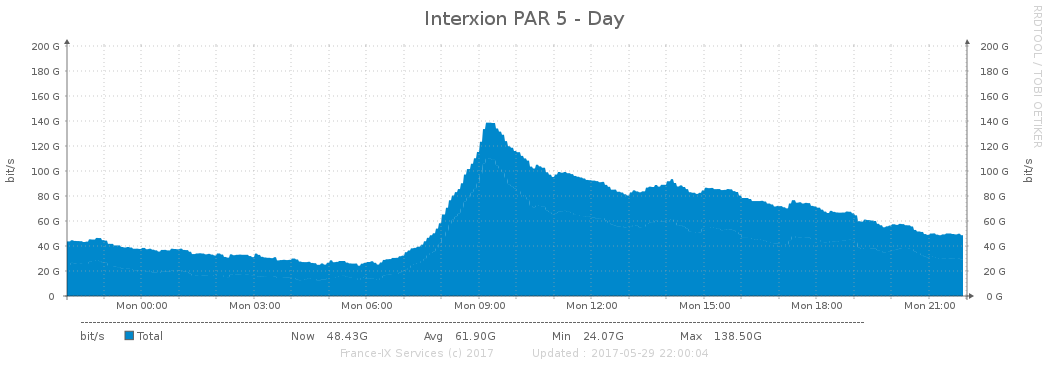 Interxion PAR 5 - Day
RRDTOOL / TOBI OETIKER
bit/s
200 G 200 G
180 G 180 G
160 G 160 G
140 G 140 G
120 G 120 G
100 G 100 G
80 G 80 G
60 G 60 G
40 G 40 G
20 G 20 G
0 0 G
bit/s
Mon 00:00 Mon 03:00 Mon 06:00 Mon 09:00 Mon 12:00 Mon 15:00 Mon 18:00 Mon 21:00
bit/s Total Now 48.43G Avg 61.90G Min 24.07G Max 138.50G
France-IX Services (c) 2017 Updated : 2017-05-29 22:00:04